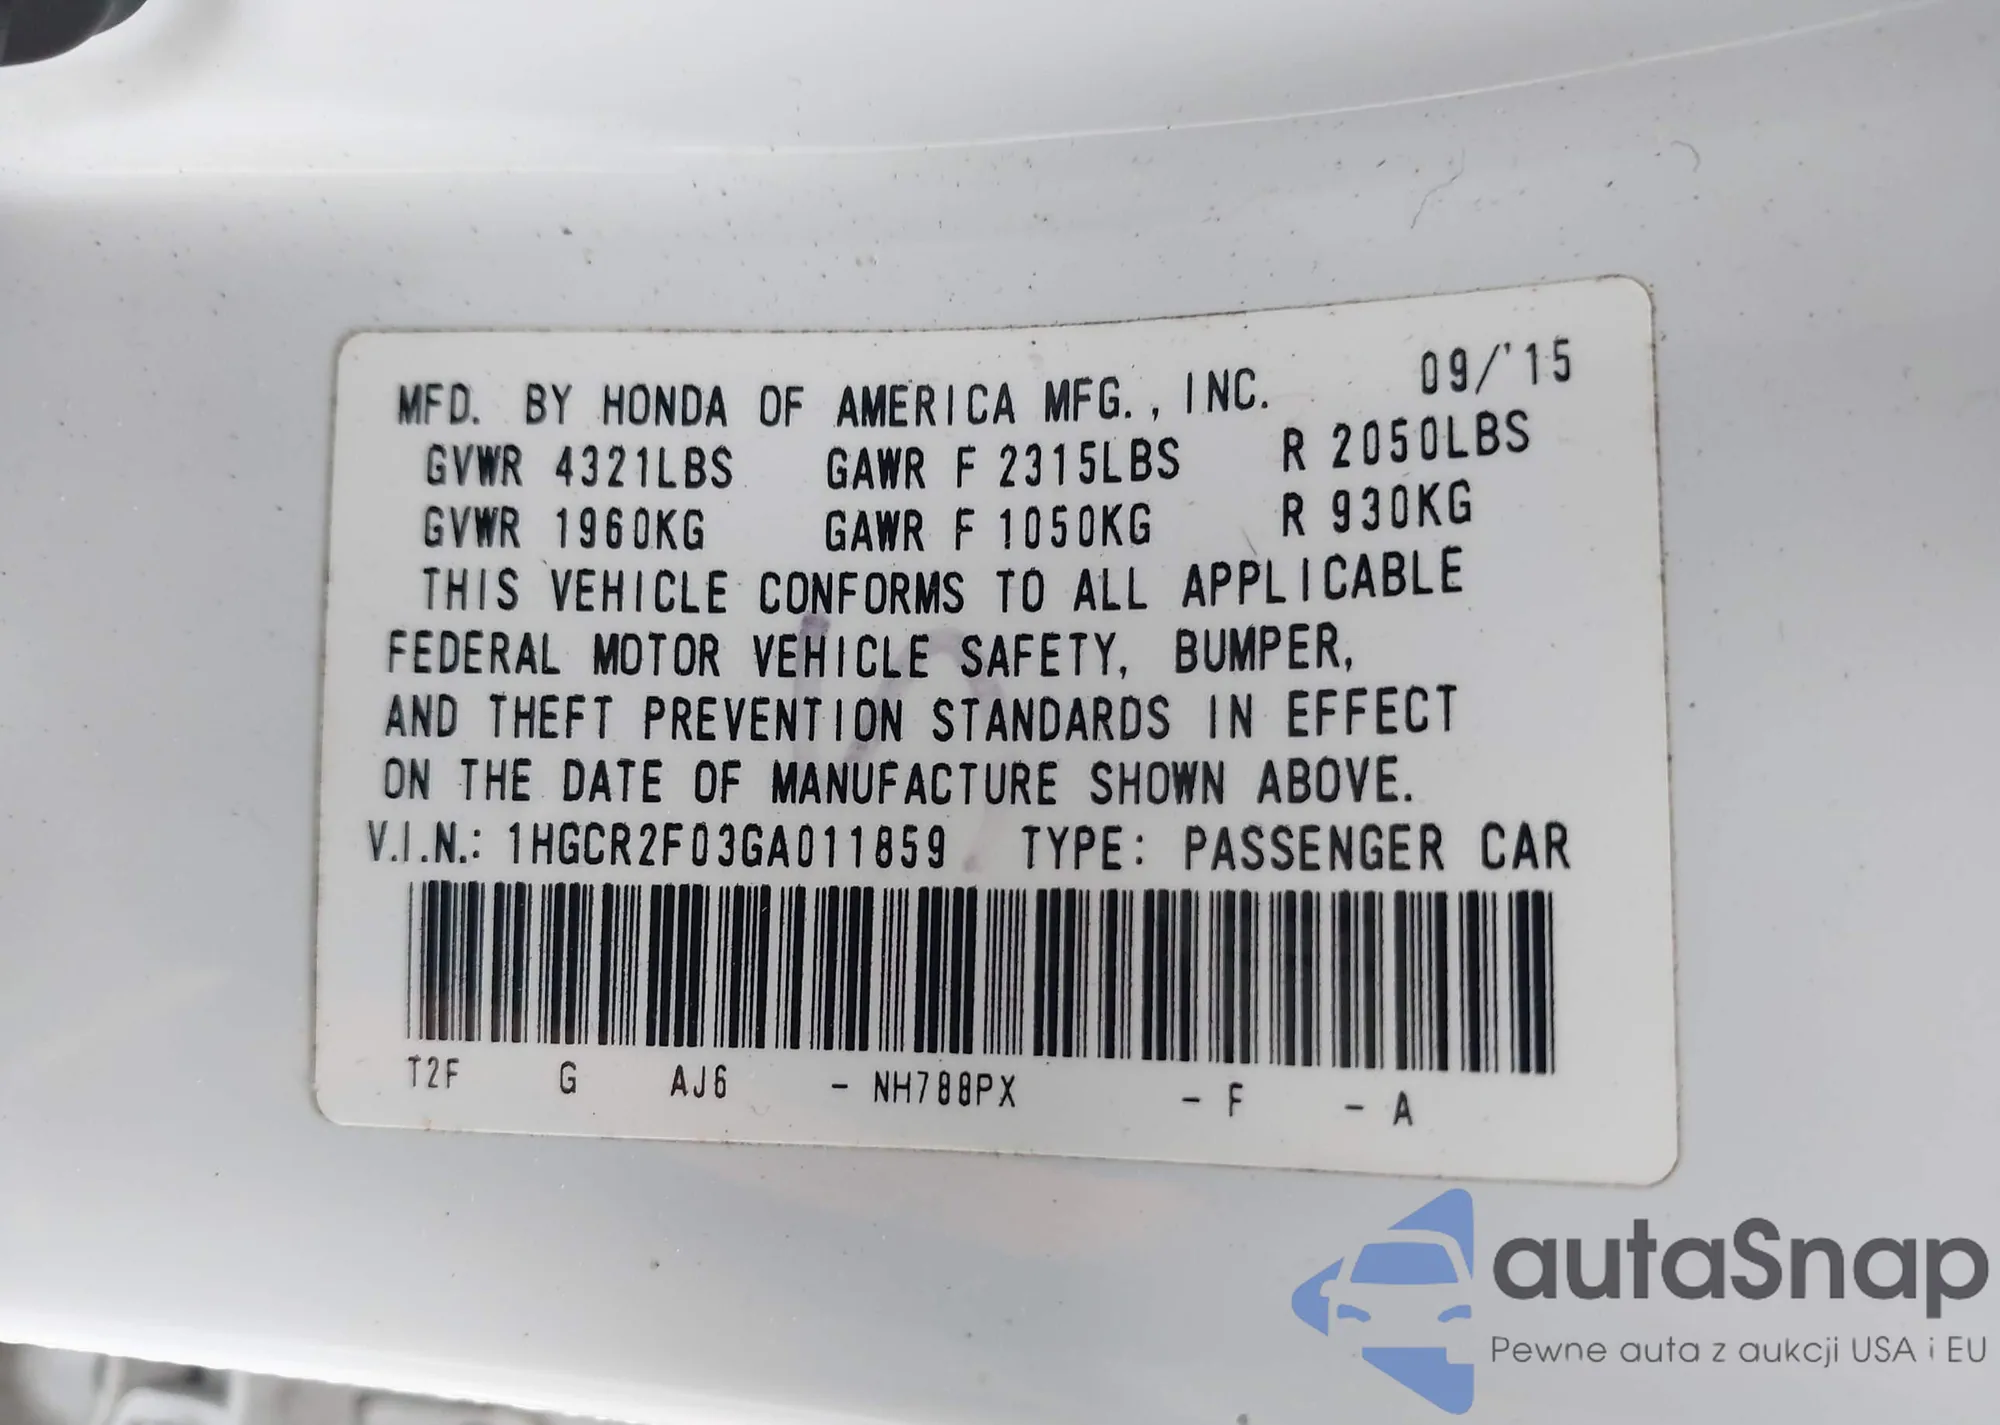 MFD. BY HONDA OF AMERICA MFG., INC. 09/'15
GVWR 4321LBS GAWR F 2315LBS R 2050LBS
GVWR 1960KG GAWR F 1050KG R 930KG
THIS VEHICLE CONFORMS TO ALL APPLICABLE
FEDERAL MOTOR VEHICLE SAFETY, BUMPER,
AND THEFT PREVENTION STANDARDS IN EFFECT
ON THE DATE OF MANUFACTURE SHOWN ABOVE.
V.I.N.: 1HGCR2F03GA011859 TYPE: PASSENGER CAR
T2F G AJ6 - NH788PX - F - A
autaSnap
Pewne auta z aukcji USA i EU